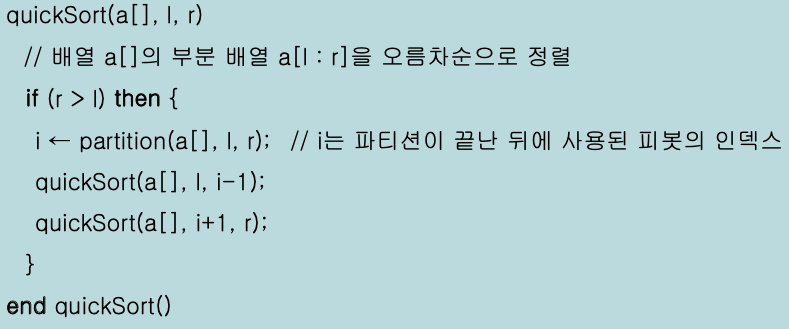 quickSort(a[], l, r)
// 배열 a[]의 부분 배열 a[l : r]을 오름차순으로 정렬
if (r > l) then {
i ← partition(a[], l, r); // i는 파티션이 끝난 뒤에 사용된 피봇의 인덱스
quickSort(a[], l, i-1);
quickSort(a[], i+1, r);
}
end quickSort()